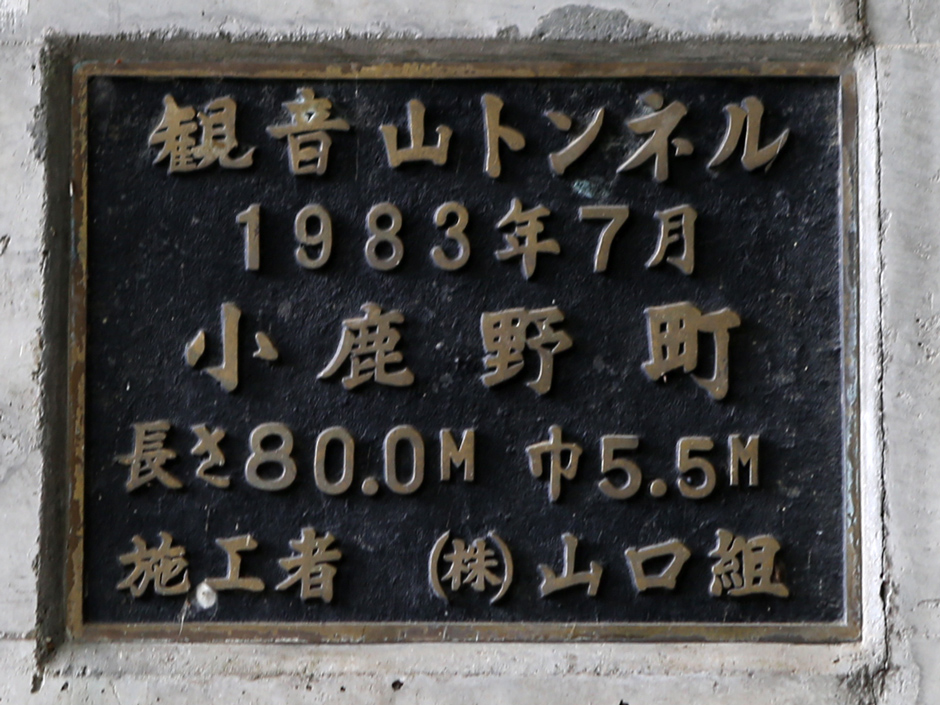 観音山トンネル
1983年7月
小鹿野町
長さ80.0M 巾5.5M
施工者 (株)山口組